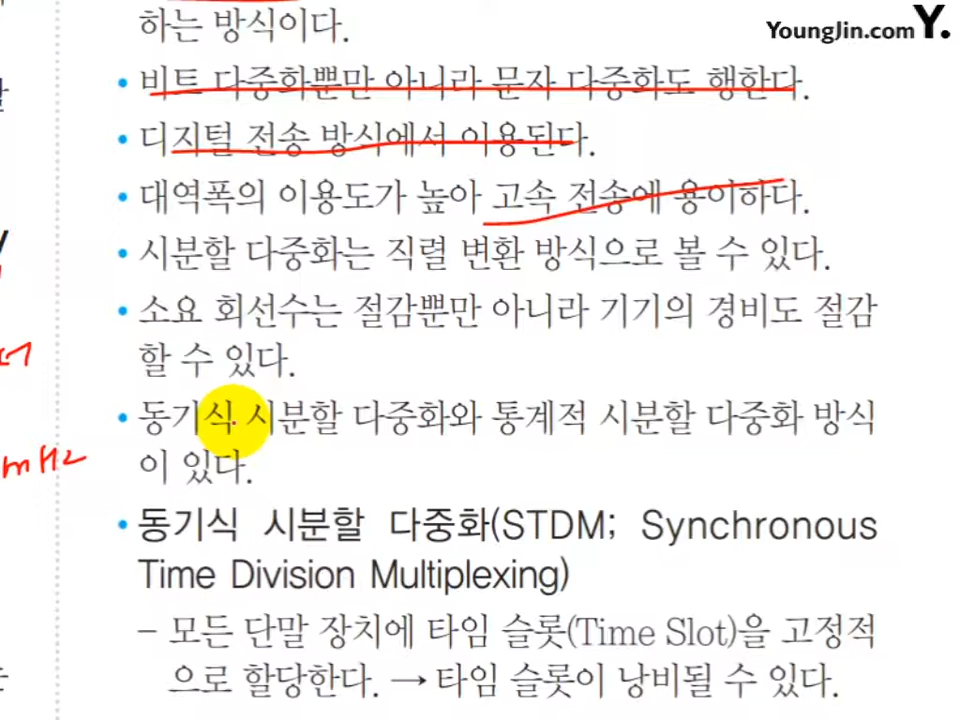 하는 방식이다.
YoungJin.com Y.
• 비트 다중화뿐만 아니라 문자 다중화도 행한다.
• 디지털 전송 방식에서 이용된다.
• 대역폭의 이용도가 높아 고속 전송에 용이하다.
• 시분할 다중화는 직렬 변환 방식으로 볼 수 있다.
• 소요 회선수는 절감뿐만 아니라 기기의 경비도 절감
할 수 있다.
• 동기식 시분할 다중화와 통계적 시분할 다중화 방식
이 있다.
mHz
• 동기식 시분할 다중화(STDM; Synchronous
Time Division Multiplexing)
– 모든 단말 장치에 타임 슬롯(Time Slot)을 고정적
으로 할당한다. → 타임 슬롯이 낭비될 수 있다.